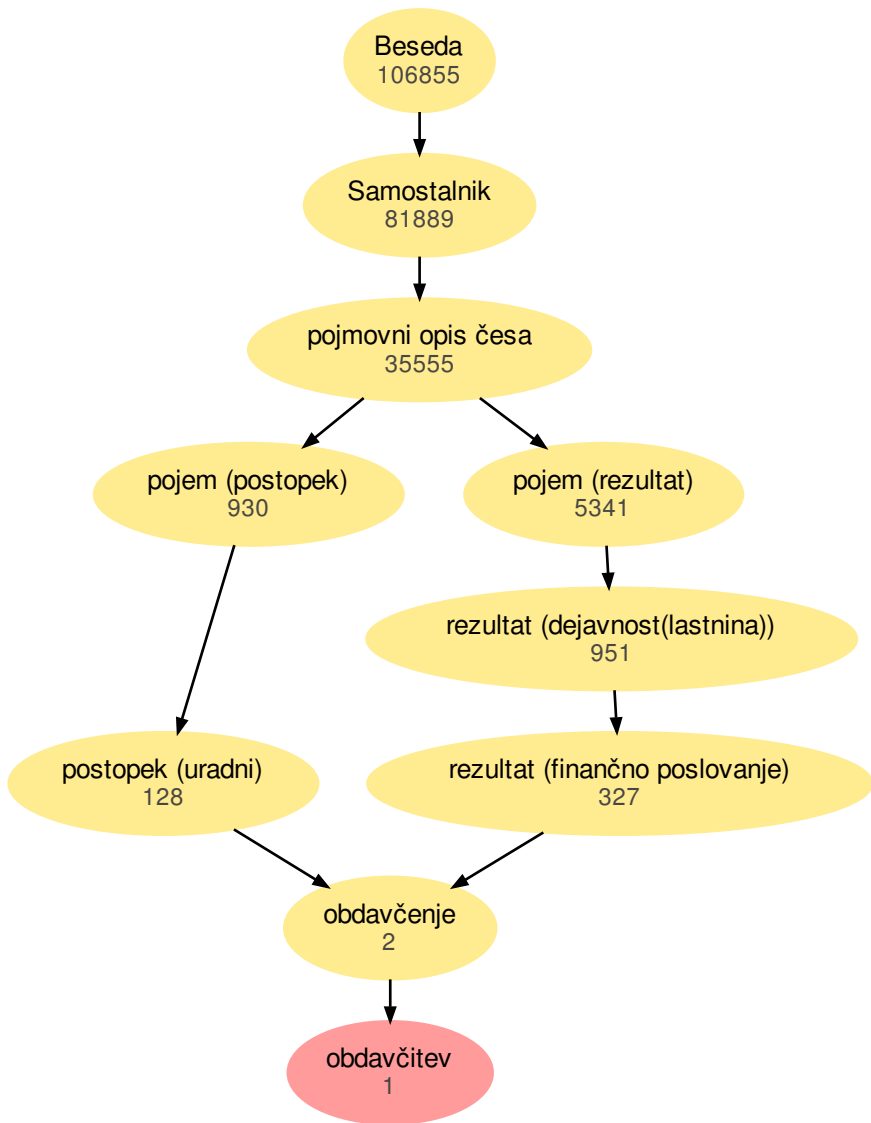 Beseda
106855
Samostalnik
81889
pojmovni opis česa
35555
pojem (postopek)
930
pojem (rezultat)
5341
rezultat (dejavnost(lastnina))
951
postopek (uradni)
128
rezultat (finančno poslovanje)
327
obdavčenje
2
obdavčitev
1